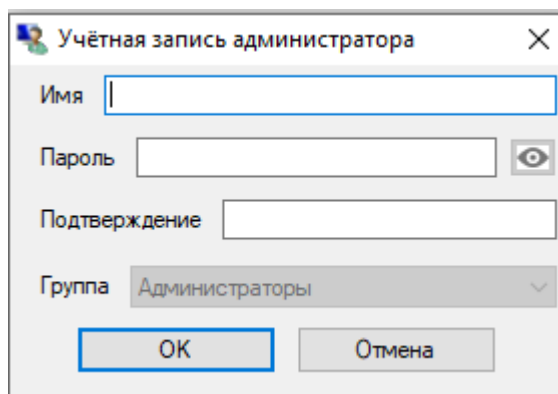 Учётная запись администратора
Имя
Пароль
Подтверждение
Группа Администраторы
OK Отмена